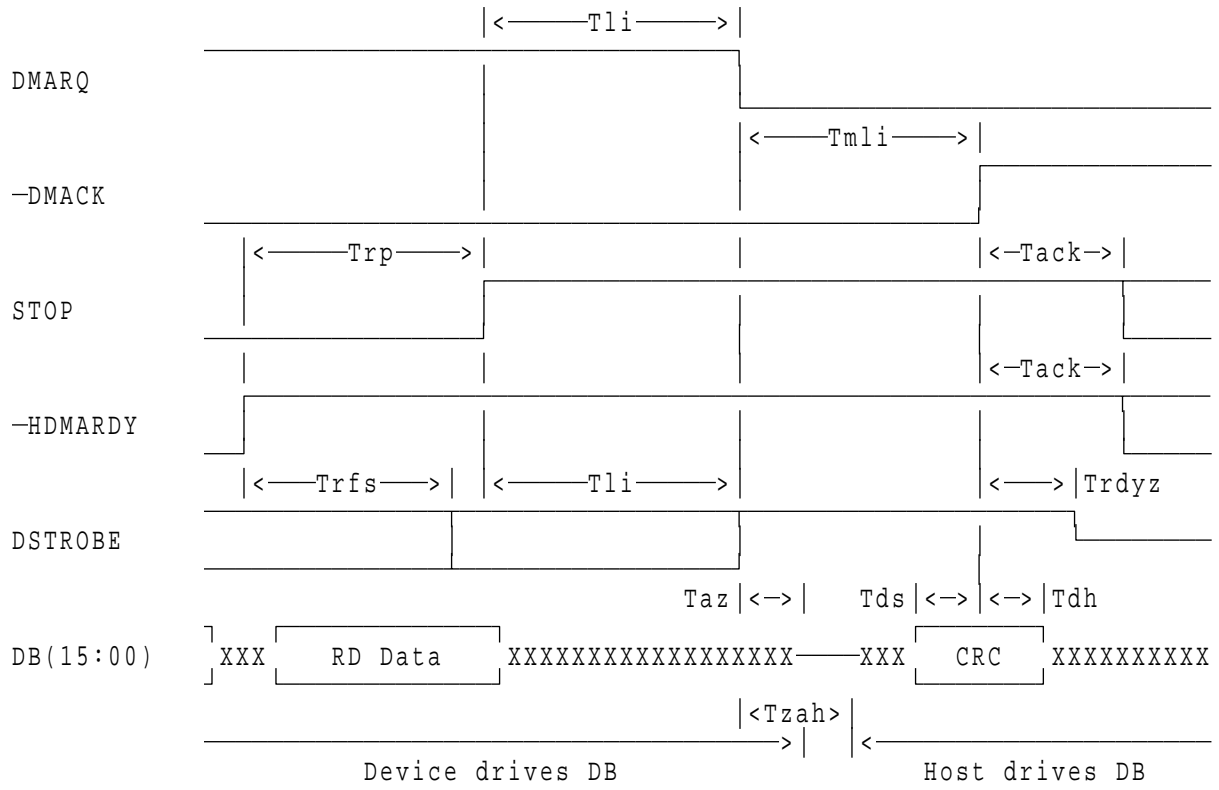 |<———Tli———>|
DMARQ
|<———Tmli———>|
—DMACK
|<———Trp———>| |<—Tack—>|
STOP
|<—Tack—>|
—HDMARDY
|<——Trfs——>| |<———Tli———>| |<——>|Trdyz
DSTROBE
Taz|<—>| Tds|<—>|<—>|Tdh
DB(15:00) XXX RD Data XXXXXXXXXXXXXXXXXX———XXX CRC XXXXXXXXXX
|<Tzah>|
>| |<
Device drives DB Host drives DB